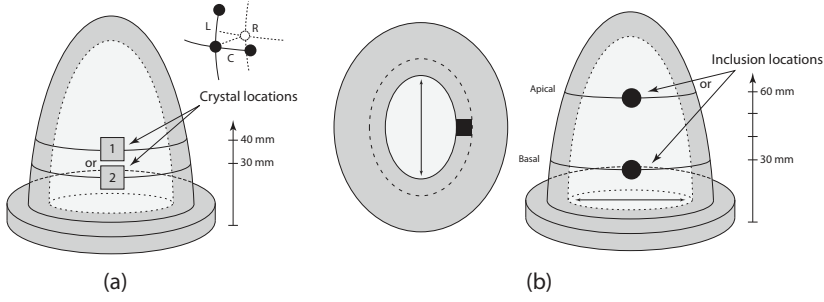 L
R
C
Crystal locations
1
or
2
40 mm
30 mm
(a)
Inclusion locations
Apical
or
60 mm
Basal
30 mm
(b)